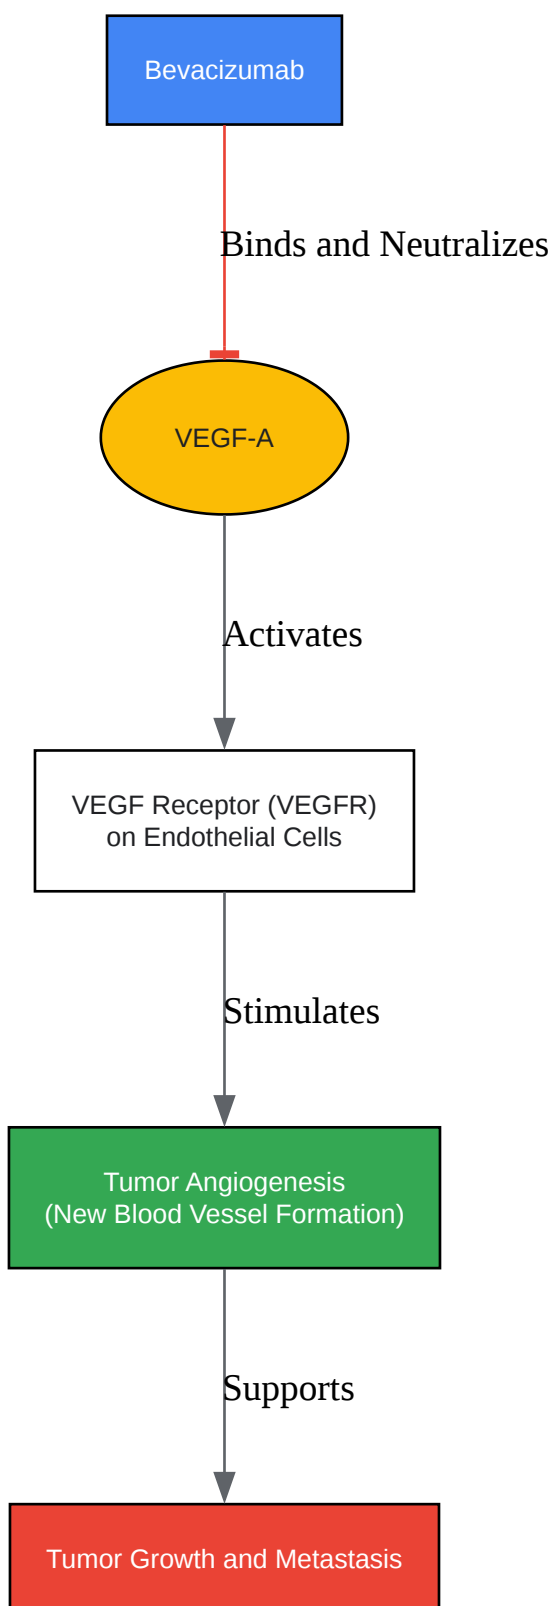 Bevacizumab
Binds and Neutralizes
VEGF-A
Activates
VEGF Receptor (VEGFR)
on Endothelial Cells
Stimulates
Tumor Angiogenesis
(New Blood Vessel Formation)
Supports
Tumor Growth and Metastasis